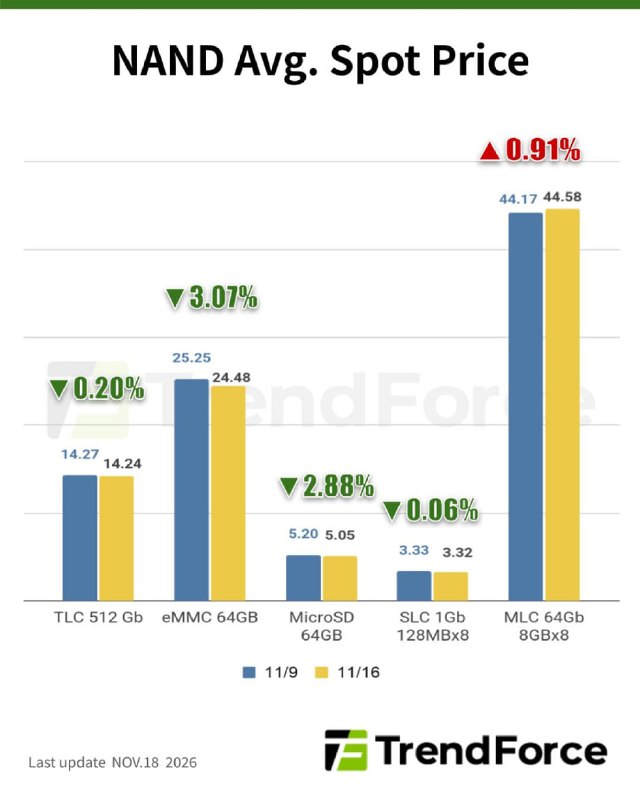 NAND Avg. Spot Price
▲ 0.91%
44.17 44.58
▼3.07%
25.25 24.48
▼0.20%
TrendForce
14.27 14.24
▼2.88%
▼0.06%
5.20 5.05
3.33 3.32
TLC 512 Gb eMMC 64GB MicroSD 64GB SLC 1Gb 128MBx8 MLC 64Gb 8GBx8
11/9 11/16
Last update NOV.18 2026
TrendForce